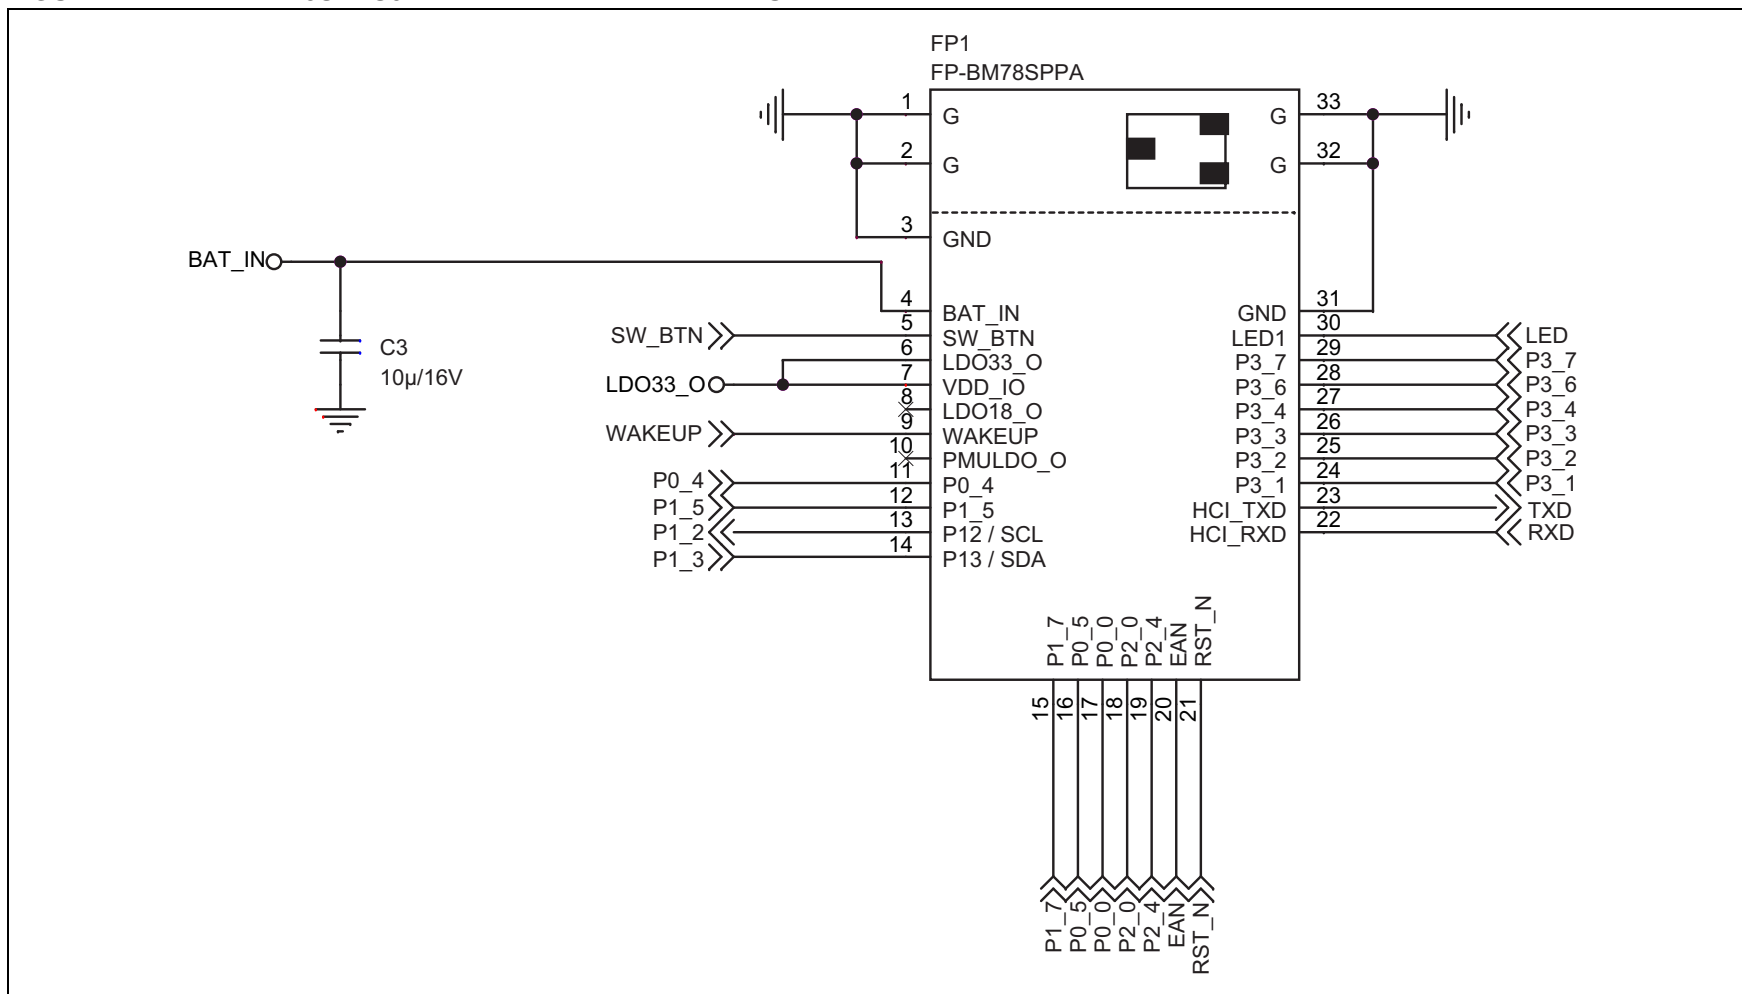 FP1
FP-BM78SPPA
1
G
2
G
3
GND
33
G
32
G
BAT_IN
C3
10µ/16V
4
BAT_IN
SW_BTN
5
SW_BTN
6
LDO33_O
LDO33_O
7
VDD_IO
8
LDO18_O
WAKEUP
9
WAKEUP
10
PMULDO_O
P0_4
11
P0_4
P1_5
12
P1_5
P1_2
13
P12 / SCL
P1_3
14
P13 / SDA
GND
31
LED1
30
LED
P3_7
29
P3_7
P3_6
28
P3_6
P3_4
27
P3_4
P3_3
26
P3_3
P3_2
25
P3_2
P3_1
24
P3_1
HCI_TXD
23
TXD
HCI_RXD
22
RXD
P1_7
P0_5
P0_0
P2_0
P2_4
EAN
RST_N
15
16
17
18
19
20
21
P1_7
P0_5
P0_0
P2_0
P2_4
EAN
RST_N